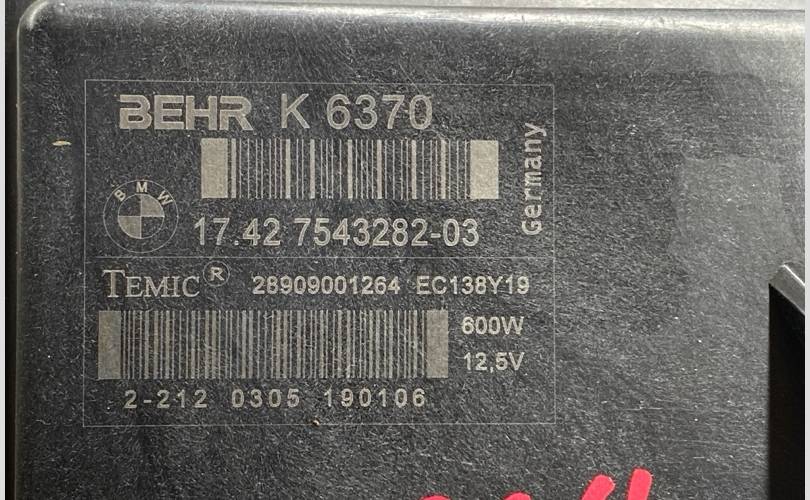 BEHR K 6370
Germany
BMW
17.42 7543282-03
TEMIC® 28909001264 EC138Y19
600W
12,5V
2-212 0305 190106